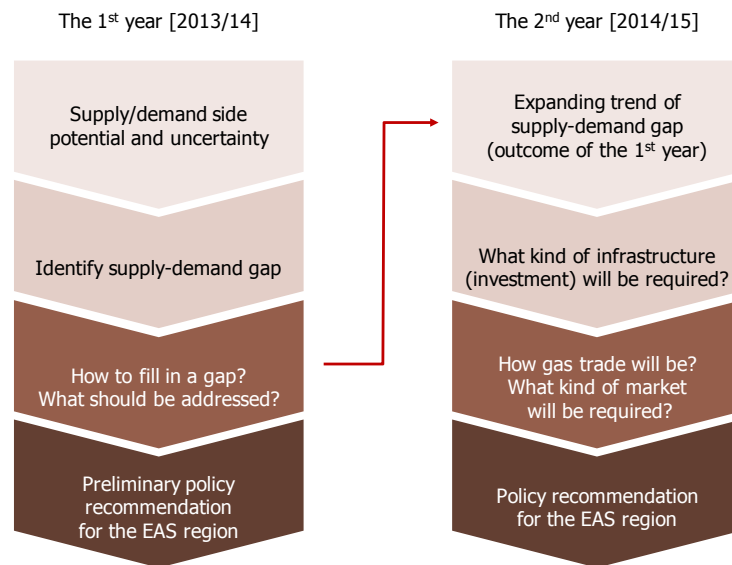 The 1st year [2013/14]
Supply/demand side
potential and uncertainty
Identify supply-demand gap
How to fill in a gap?
What should be addressed?
Preliminary policy
recommendation
for the EAS region
The 2nd year [2014/15]
Expanding trend of
supply-demand gap
(outcome of the 1st year)
What kind of infrastructure
(investment) will be required?
How gas trade will be?
What kind of market
will be required?
Policy recommendation
for the EAS region